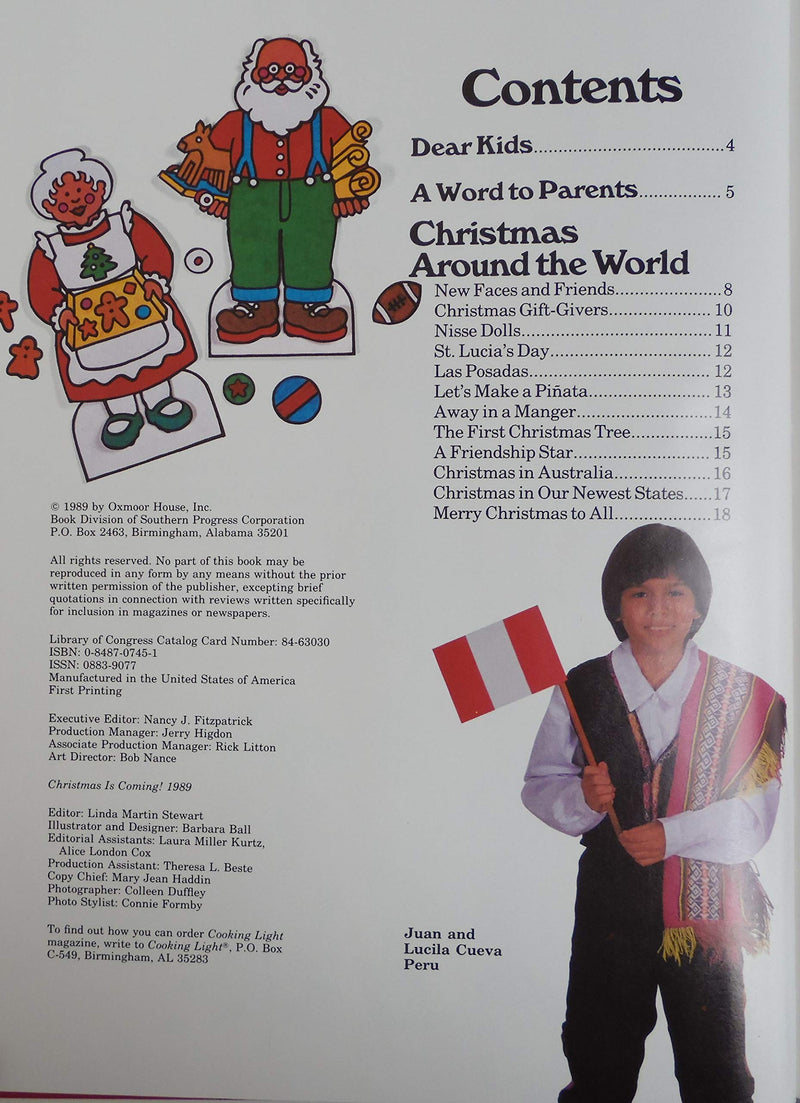 Contents
Dear Kids........................................4
A Word to Parents.................5
Christmas
Around the World
New Faces and Friends......................8
Christmas Gift-Givers.....................10
Nisse Dolls.......................................11
St. Lucia's Day.................................12
Las Posadas.....................................12
Let's Make a Piñata........................13
Away in a Manger...........................14
The First Christmas Tree...............15
A Friendship Star............................15
Christmas in Australia...................16
Christmas in Our Newest States......17
Merry Christmas to All...................18
© 1989 by Oxmoor House, Inc.
Book Division of Southern Progress Corporation
P.O. Box 2463, Birmingham, Alabama 35201
All rights reserved. No part of this book may be
reproduced in any form by any means without the prior
written permission of the publisher, excepting brief
quotations in connection with reviews written specifically
for inclusion in magazines or newspapers.
Library of Congress Catalog Card Number: 84-63030
ISBN: 0-8487-0745-1
ISSN: 0883-9077
Manufactured in the United States of America
First Printing
Executive Editor: Nancy J. Fitzpatrick
Production Manager: Jerry Higdon
Associate Production Manager: Rick Litton
Art Director: Bob Nance
Christmas Is Coming! 1989
Editor: Linda Martin Stewart
Illustrator and Designer: Barbara Ball
Editorial Assistants: Laura Miller Kurtz,
Alice London Cox
Production Assistant: Theresa L. Beste
Copy Chief: Mary Jean Haddin
Photographer: Colleen Duffley
Photo Stylist: Connie Formby
To find out how you can order Cooking Light
magazine, write to Cooking Light®, P.O. Box
C-549, Birmingham, AL 35283
Juan and
Lucila Cueva
Peru